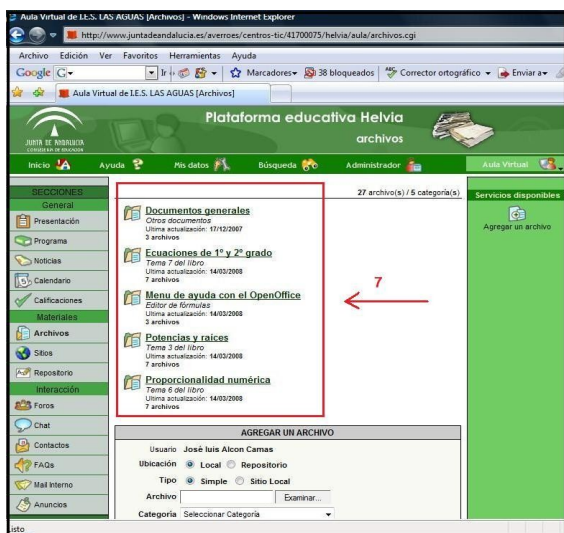 Aula Virtual de I.E.S. LAS AGUAS [Archivos] - Windows Internet Explorer
http://www.juntadeandalucia.es/averroes/centros-tic/41700075/helvia/aula/archivos.cgi
Archivo Edición Ver Favoritos Herramientas Ayuda
Google G Ir Marcadores 38 bloqueados Corrector ortográfico Enviar a
Aula Virtual de I.E.S. LAS AGUAS [Archivos]
JUNTA DE ANDALUCIA
CONSEJERÍA DE EDUCACIÓN
Plataforma educativa Helvia
archivos
Inicio Ayuda Mis datos Búsqueda Administrador Aula Virtual
SECCIONES
General
Presentación
Programa
Noticias
Calendario
Calificaciones
Materiales
Archivos
Sitios
Repositorio
Interacción
Foros
Chat
Contactos
FAQs
Mail Interno
Anuncios
27 archivo(s) / 5 categoría(s)
Documentos generales
Otros documentos
Ultima actualización: 17/12/2007
3 archivos
Ecuaciones de 1º y 2º grado
Tema 7 del libro
Ultima actualización: 14/03/2008
7 archivos
Menu de ayuda con el OpenOffice
Editor de fórmulas
Ultima actualización: 14/03/2008
3 archivos
Potencias y raices
Tema 3 del libro
Ultima actualización: 14/03/2008
7 archivos
Proporcionalidad numérica
Tema 6 del libro
Ultima actualización: 14/03/2008
7 archivos
7
Servicios disponibles
Agregar un archivo
AGREGAR UN ARCHIVO
Usuario José luis Alcon Camas
Ubicación Local Repositorio
Tipo Simple Sitio Local
Archivo Examinar...
Categoría Seleccionar Categoría
Listo